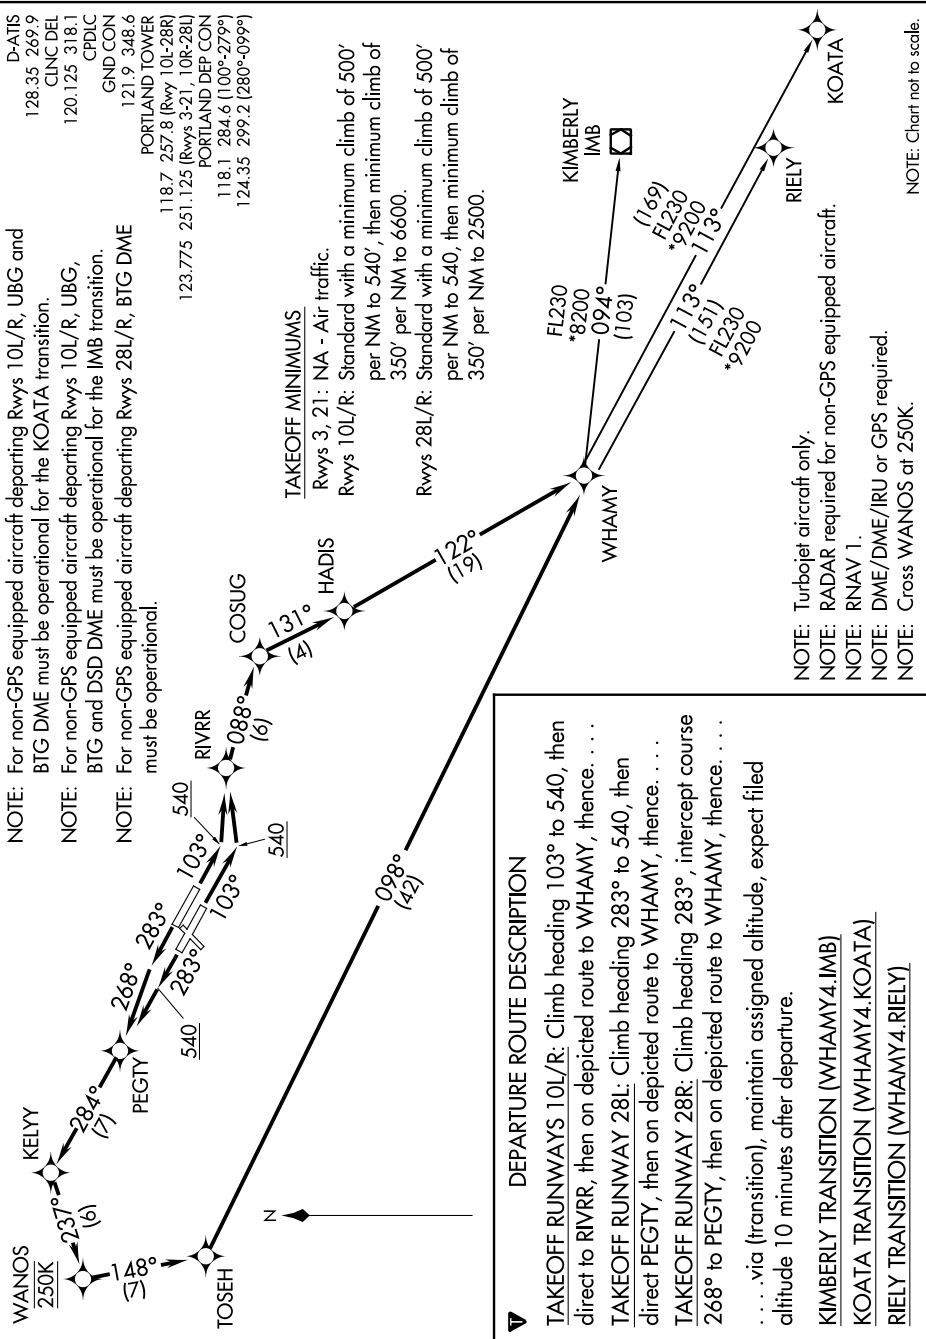 NOTE: For non-GPS equipped aircraft departing Rwys 10L/R, UBG and
BTG DME must be operational for the KOATA transition.
NOTE: For non-GPS equipped aircraft departing Rwys 10L/R, UBG,
BTG and DSD DME must be operational for the IMB transition.
NOTE: For non-GPS equipped aircraft departing Rwys 28L/R, BTG DME
must be operational.
D-ATIS
128.35 269.9
CLNC DEL
120.125 318.1
CPDLC
GND CON
121.9 348.6
PORTLAND TOWER
118.7 257.8 (Rwy 10L-28R)
123.775 251.125 (Rwys 3-21, 10R-28L)
PORTLAND DEP CON
118.1 284.6 (100°-279°)
124.35 299.2 (280°-099°)
TAKEOFF MINIMUMS
Rwys 3, 21: NA - Air traffic.
Rwys 10L/R: Standard with a minimum climb of 500'
per NM to 540', then minimum climb of
350' per NM to 6600.
Rwys 28L/R: Standard with a minimum climb of 500'
per NM to 540, then minimum climb of
350' per NM to 2500.
WANOS
250K
KELYY
237°
(6)
284°
(7)
PEGTY
148°
(7)
TOSEH
268°
283°
283°
540
103°
103°
540
540
RIVRR
088°
(6)
COSUG
131°
(4)
HADIS
122°
(19)
098°
(42)
WHAMY
N
KIMBERLY
IMB
FL230
*8200
094°
(103)
(169)
FL230
*9200
113°
KOATA
113°
(151)
FL230
*9200
RIELY
DEPARTURE ROUTE DESCRIPTION
T
TAKEOFF RUNWAYS 10L/R: Climb heading 103° to 540, then
direct to RIVRR, then on depicted route to WHAMY, thence. . . .
TAKEOFF RUNWAY 28L: Climb heading 283° to 540, then
direct PEGTY, then on depicted route to WHAMY, thence. . . .
TAKEOFF RUNWAY 28R: Climb heading 283°, intercept course
268° to PEGTY, then on depicted route to WHAMY, thence. . . .
. . . .via (transition), maintain assigned altitude, expect filed
altitude 10 minutes after departure.
KIMBERLY TRANSITION (WHAMY4.IMB)
KOATA TRANSITION (WHAMY4.KOATA)
RIELY TRANSITION (WHAMY4.RIELY)
NOTE: Turbojet aircraft only.
NOTE: RADAR required for non-GPS equipped aircraft.
NOTE: RNAV 1.
NOTE: DME/DME/IRU or GPS required.
NOTE: Cross WANOS at 250K.
NOTE: Chart not to scale.